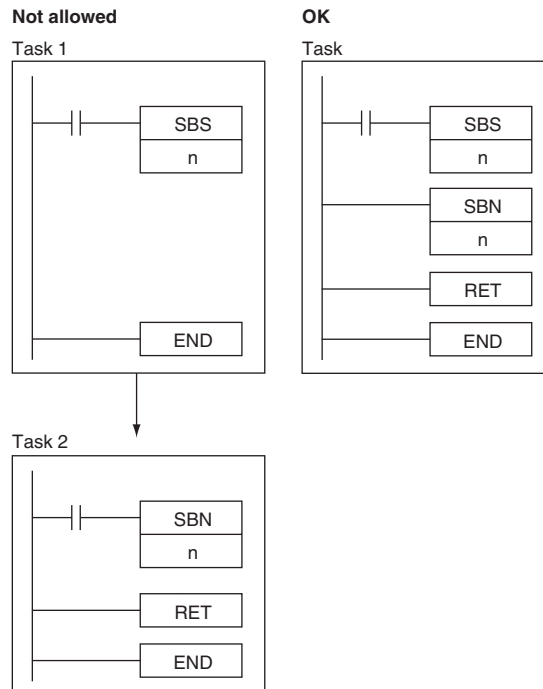 Not allowed
Task 1
SBS
n
END
Task 2
SBN
n
RET
END
OK
Task
SBS
n
SBN
n
RET
END